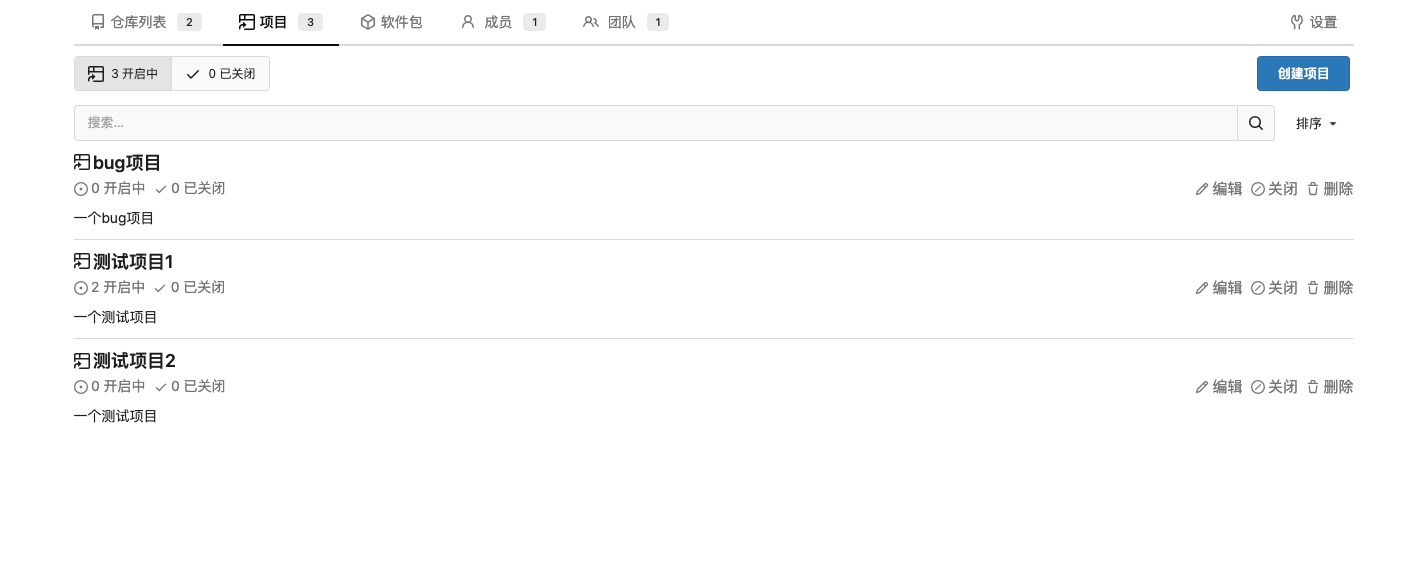 仓库列表 2 项目 3 软件包 成员 1 团队 1 设置
3 开启中 0 已关闭 创建项目
搜索... 排序
bug项目
0 开启中 0 已关闭 编辑 关闭 删除
一个bug项目
测试项目1
2 开启中 0 已关闭 编辑 关闭 删除
一个测试项目
测试项目2
0 开启中 0 已关闭 编辑 关闭 删除
一个测试项目